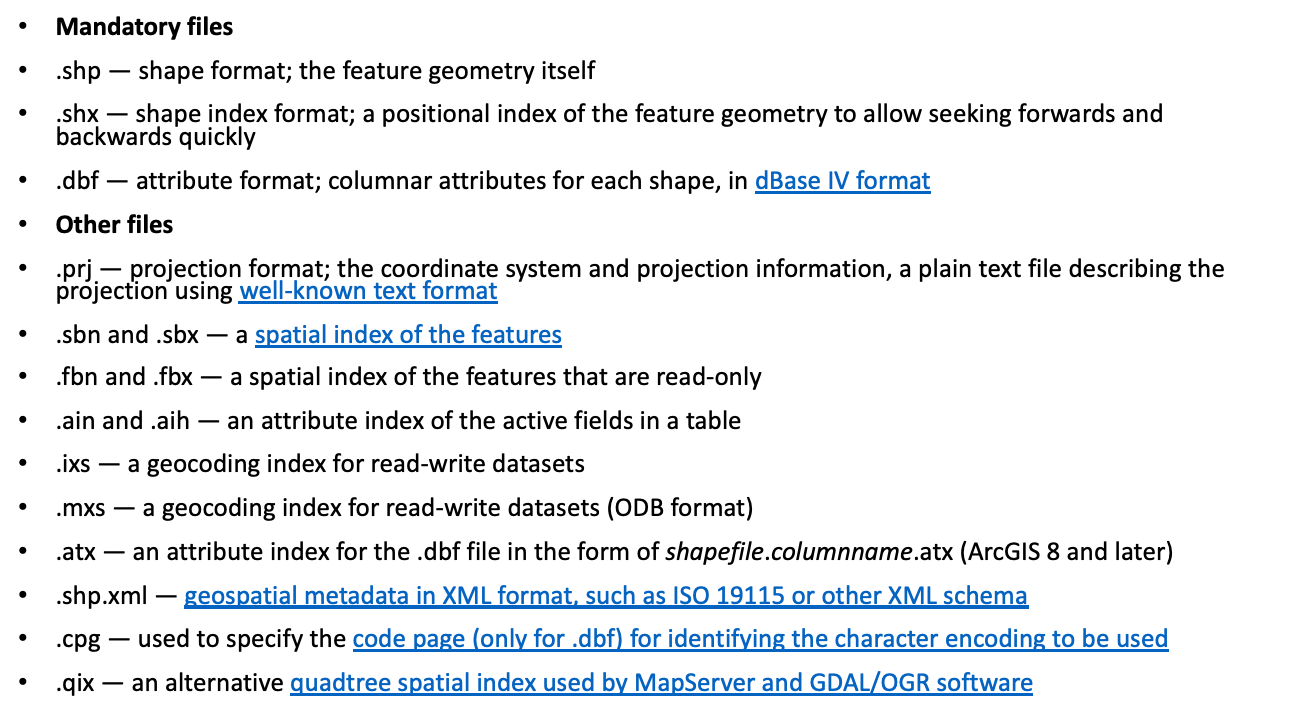 • Mandatory files
• .shp — shape format; the feature geometry itself
• .shx — shape index format; a positional index of the feature geometry to allow seeking forwards and
backwards quickly
• .dbf — attribute format; columnar attributes for each shape, in dBase IV format
• Other files
• .prj — projection format; the coordinate system and projection information, a plain text file describing the
projection using well-known text format
• .sbn and .sbx — a spatial index of the features
• .fbn and .fbx — a spatial index of the features that are read-only
• .ain and .aih — an attribute index of the active fields in a table
• .ixs — a geocoding index for read-write datasets
• .mxs — a geocoding index for read-write datasets (ODB format)
• .atx — an attribute index for the .dbf file in the form of shapefile.columnname.atx (ArcGIS 8 and later)
• .shp.xml — geospatial metadata in XML format, such as ISO 19115 or other XML schema
• .cpg — used to specify the code page (only for .dbf) for identifying the character encoding to be used
• .qix — an alternative quadtree spatial index used by MapServer and GDAL/OGR software